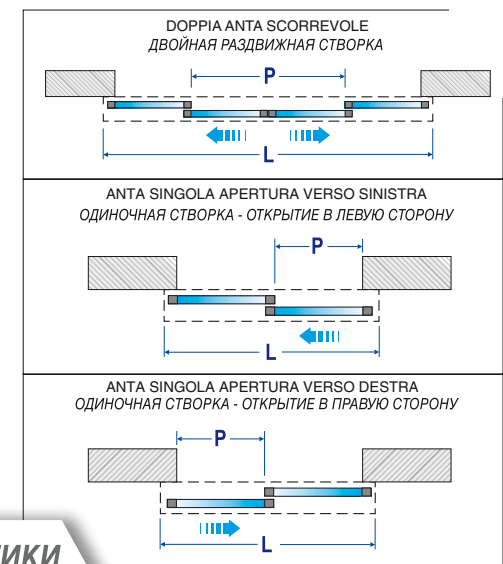 DOPPIA ANTA SCORREVOLE
ДВОЙНАЯ РАЗДВИЖНАЯ СТВОРКА
P
L
ANTA SINGOLA APERTURA VERSO SINISTRA
ОДИНОЧНАЯ СТВОРКА - ОТКРЫТИЕ В ЛЕВУЮ СТОРОНУ
P
L
ANTA SINGOLA APERTURA VERSO DESTRA
ОДИНОЧНАЯ СТВОРКА - ОТКРЫТИЕ В ПРАВУЮ СТОРОНУ
P
L